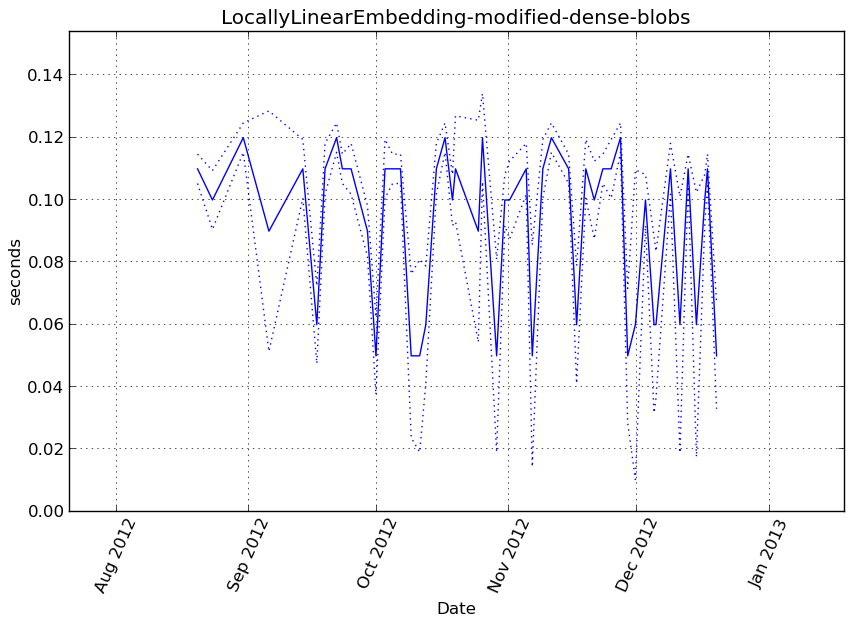 LocallyLinearEmbedding-modified-dense-blobs
0.14
0.12
0.10
0.08
0.06
0.04
0.02
0.00
seconds
Aug 2012
Sep 2012
Oct 2012
Nov 2012
Dec 2012
Jan 2013
Date